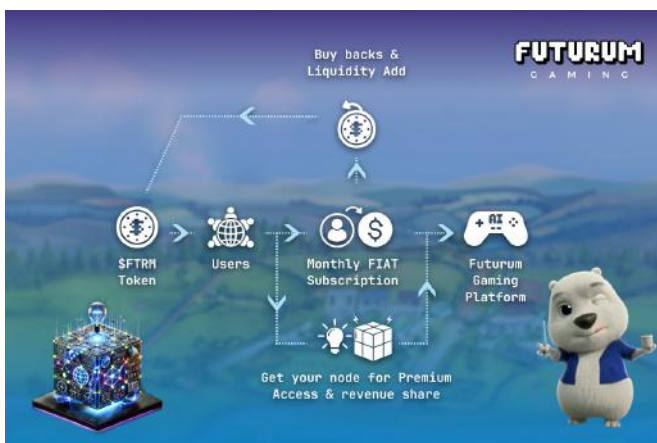 Buy backs &
Liquidity Add
FUTURUM
GAMING
$FTRM
Token
Users
Monthly FIAT
Subscription
AI
Futurum
Gaming
Platform
Get your node for Premium
Access & revenue share